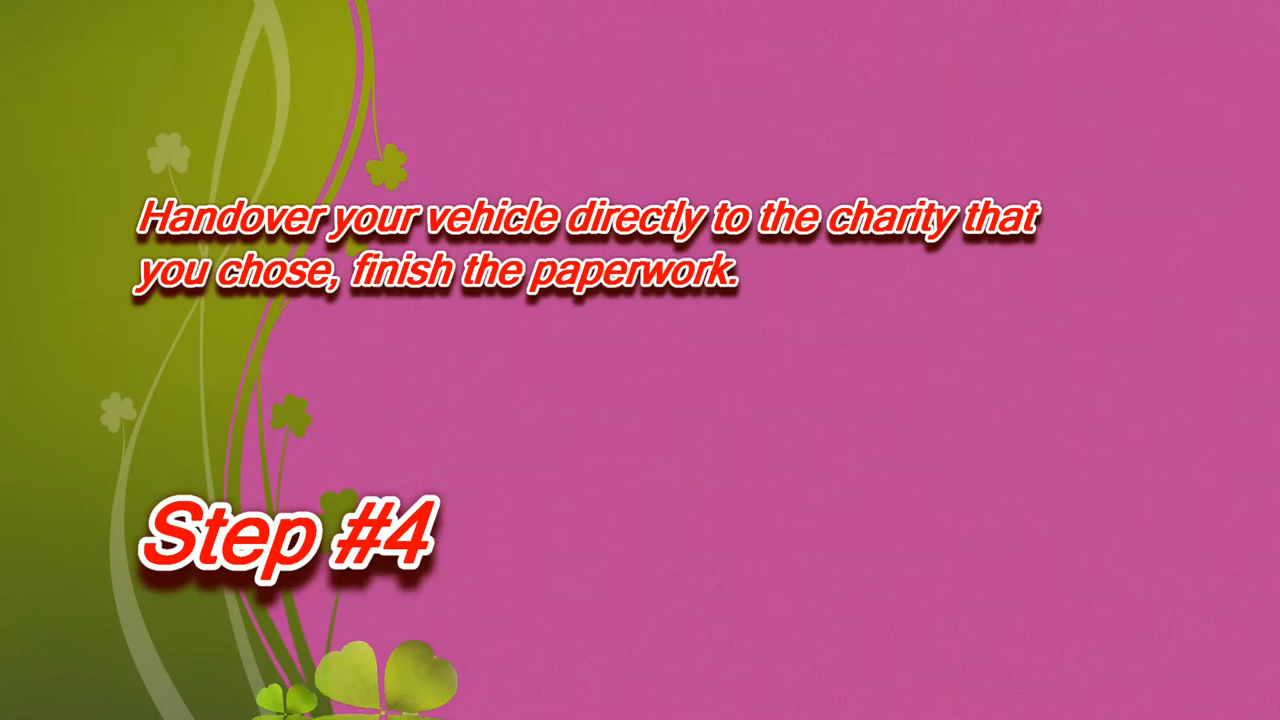 Handover your vehicle directly to the charity that
you chose, finish the paperwork.
Step #4